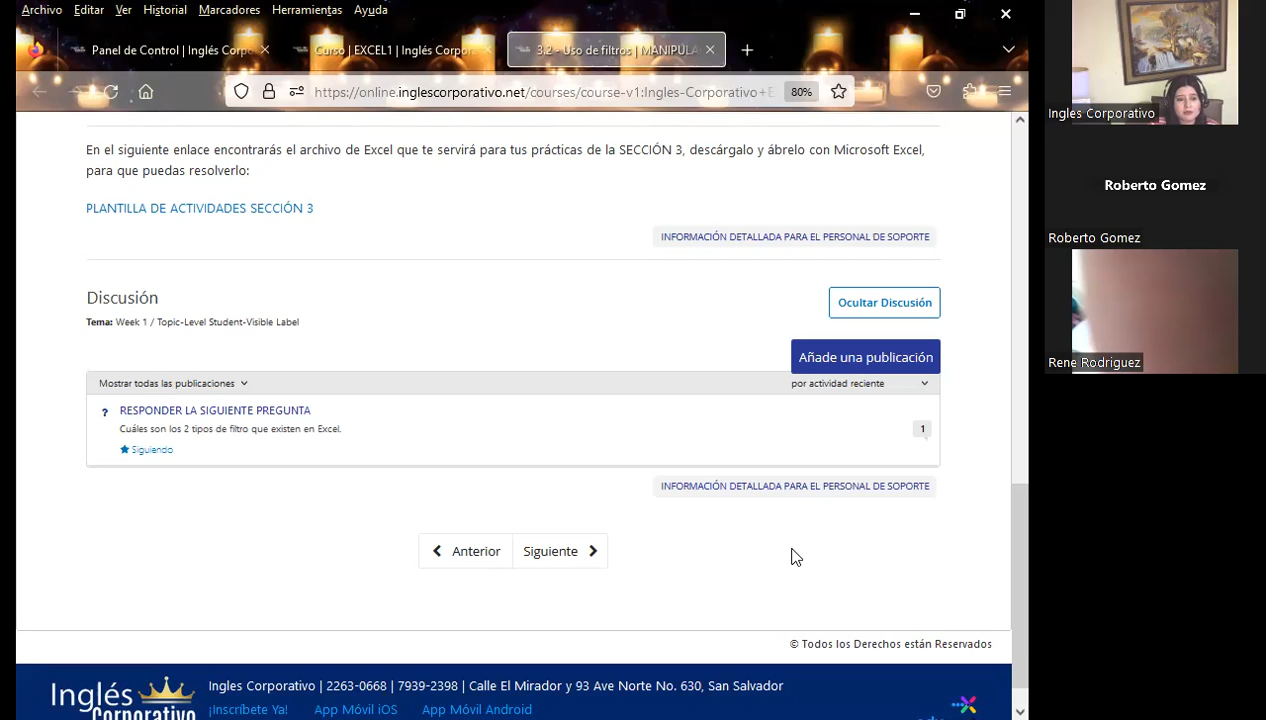 Archivo Editar Ver Historial Marcadores Herramientas Ayuda
Panel de Control | Inglés Corpo
Curso | EXCEL1 | Inglés Corpor
3.2 - Uso de filtros | MANIPULA
https://online.inglescorporativo.net/courses/course-v1:Ingles-Corporativo+E
80%
En el siguiente enlace encontrarás el archivo de Excel que te servirá para tus prácticas de la SECCIÓN 3, descárgalo y ábrelo con Microsoft Excel,
para que puedas resolverlo:
PLANTILLA DE ACTIVIDADES SECCIÓN 3
INFORMACIÓN DETALLADA PARA EL PERSONAL DE SOPORTE
Discusión
Ocultar Discusión
Tema: Week 1 / Topic-Level Student-Visible Label
Añade una publicación
Mostrar todas las publicaciones
por actividad reciente
? RESPONDER LA SIGUIENTE PREGUNTA
Cuáles son los 2 tipos de filtro que existen en Excel.
1
Siguiendo
INFORMACIÓN DETALLADA PARA EL PERSONAL DE SOPORTE
Anterior
Siguiente
© Todos los Derechos están Reservados
Inglés
Corporativo
Ingles Corporativo | 2263-0668 | 7939-2398 | Calle El Mirador y 93 Ave Norte No. 630, San Salvador
¡Inscríbete Ya! App Móvil iOS App Móvil Android
Ingles Corporativo
Roberto Gomez
Roberto Gomez
Rene Rodriguez